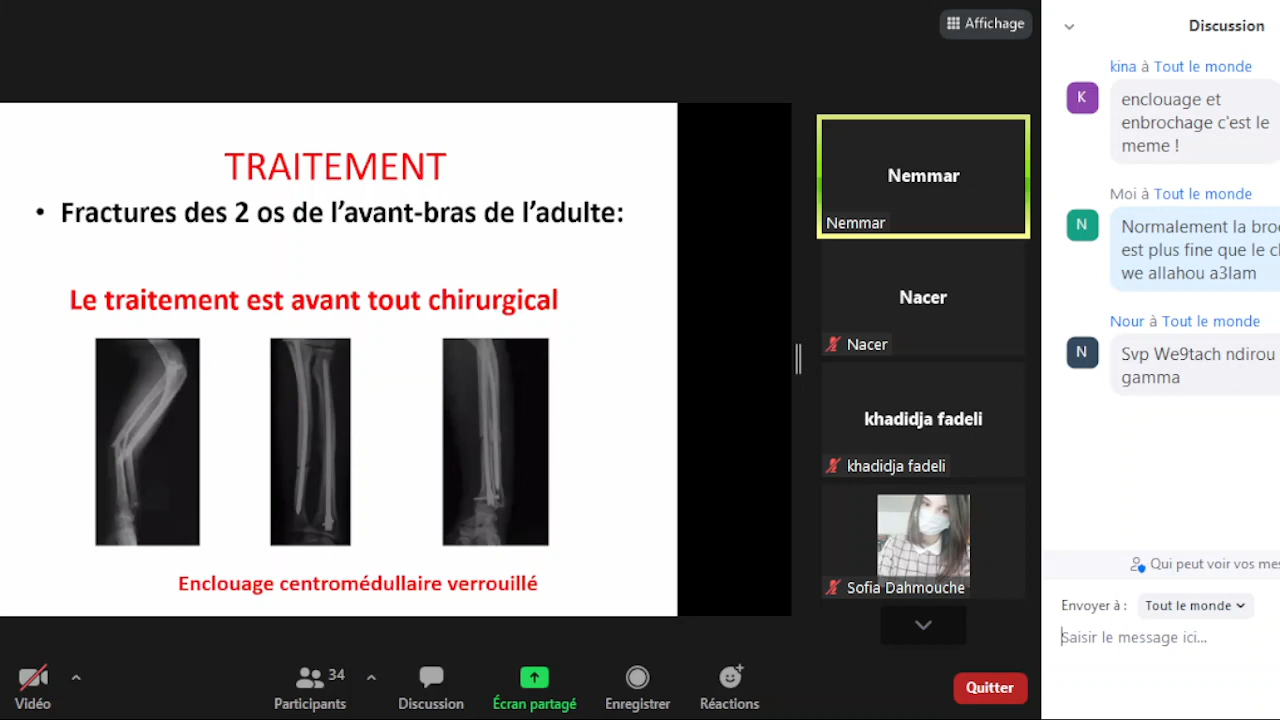 Affichage
TRAITEMENT
• Fractures des 2 os de l’avant-bras de l’adulte:
Le traitement est avant tout chirurgical
Enclouage centromédullaire verrouillé
Nemmar
Nemmar
Nacer
Nacer
khadidja fadeli
khadidja fadeli
Sofia Dahmouche
Discussion
kina à Tout le monde
K
enclouage et
enbrochage c'est le
meme !
Moi à Tout le monde
N
Normalement la
est plus fine que le
we allahou a3lam
Nour à Tout le monde
N
Svp We9tach ndirou
gamma
Qui peut voir vos
Envoyer à : Tout le monde
Saisir le message ici...
Vidéo
34
Participants
Discussion
Écran partagé
Enregistrer
Réactions
Quitter